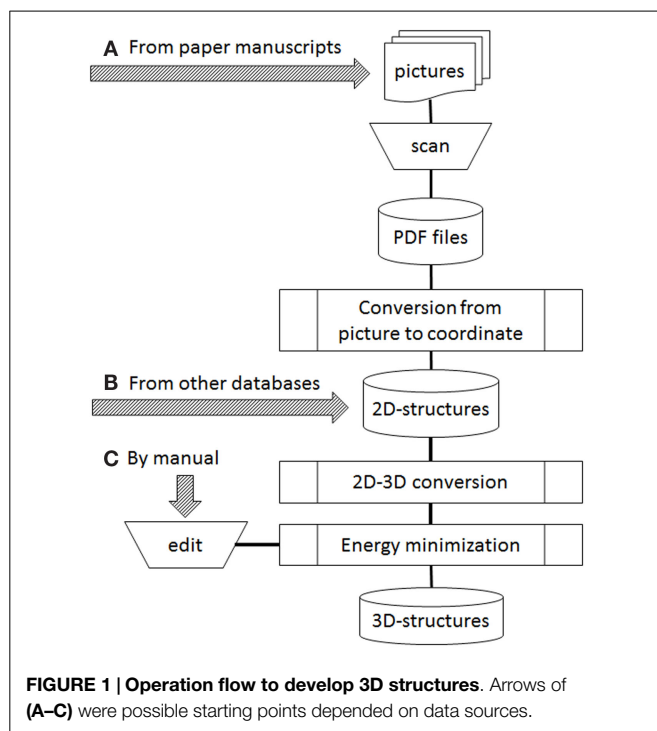 A From paper manuscripts
pictures
scan
PDF files
Conversion from
picture to coordinate
B From other databases
2D-structures
C By manual
2D-3D conversion
edit
Energy minimization
3D-structures
FIGURE 1 | Operation flow to develop 3D structures. Arrows of
(A–C) were possible starting points depended on data sources.